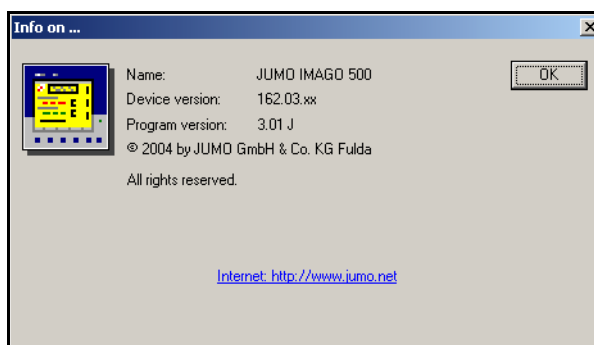 Info on ...
Name: JUMO IMAGO 500
OK
Device version: 162.03.xx
Program version: 3.01 J
© 2004 by JUMO GmbH & Co. KG Fulda
All rights reserved.
Internet: http://www.jumo.net